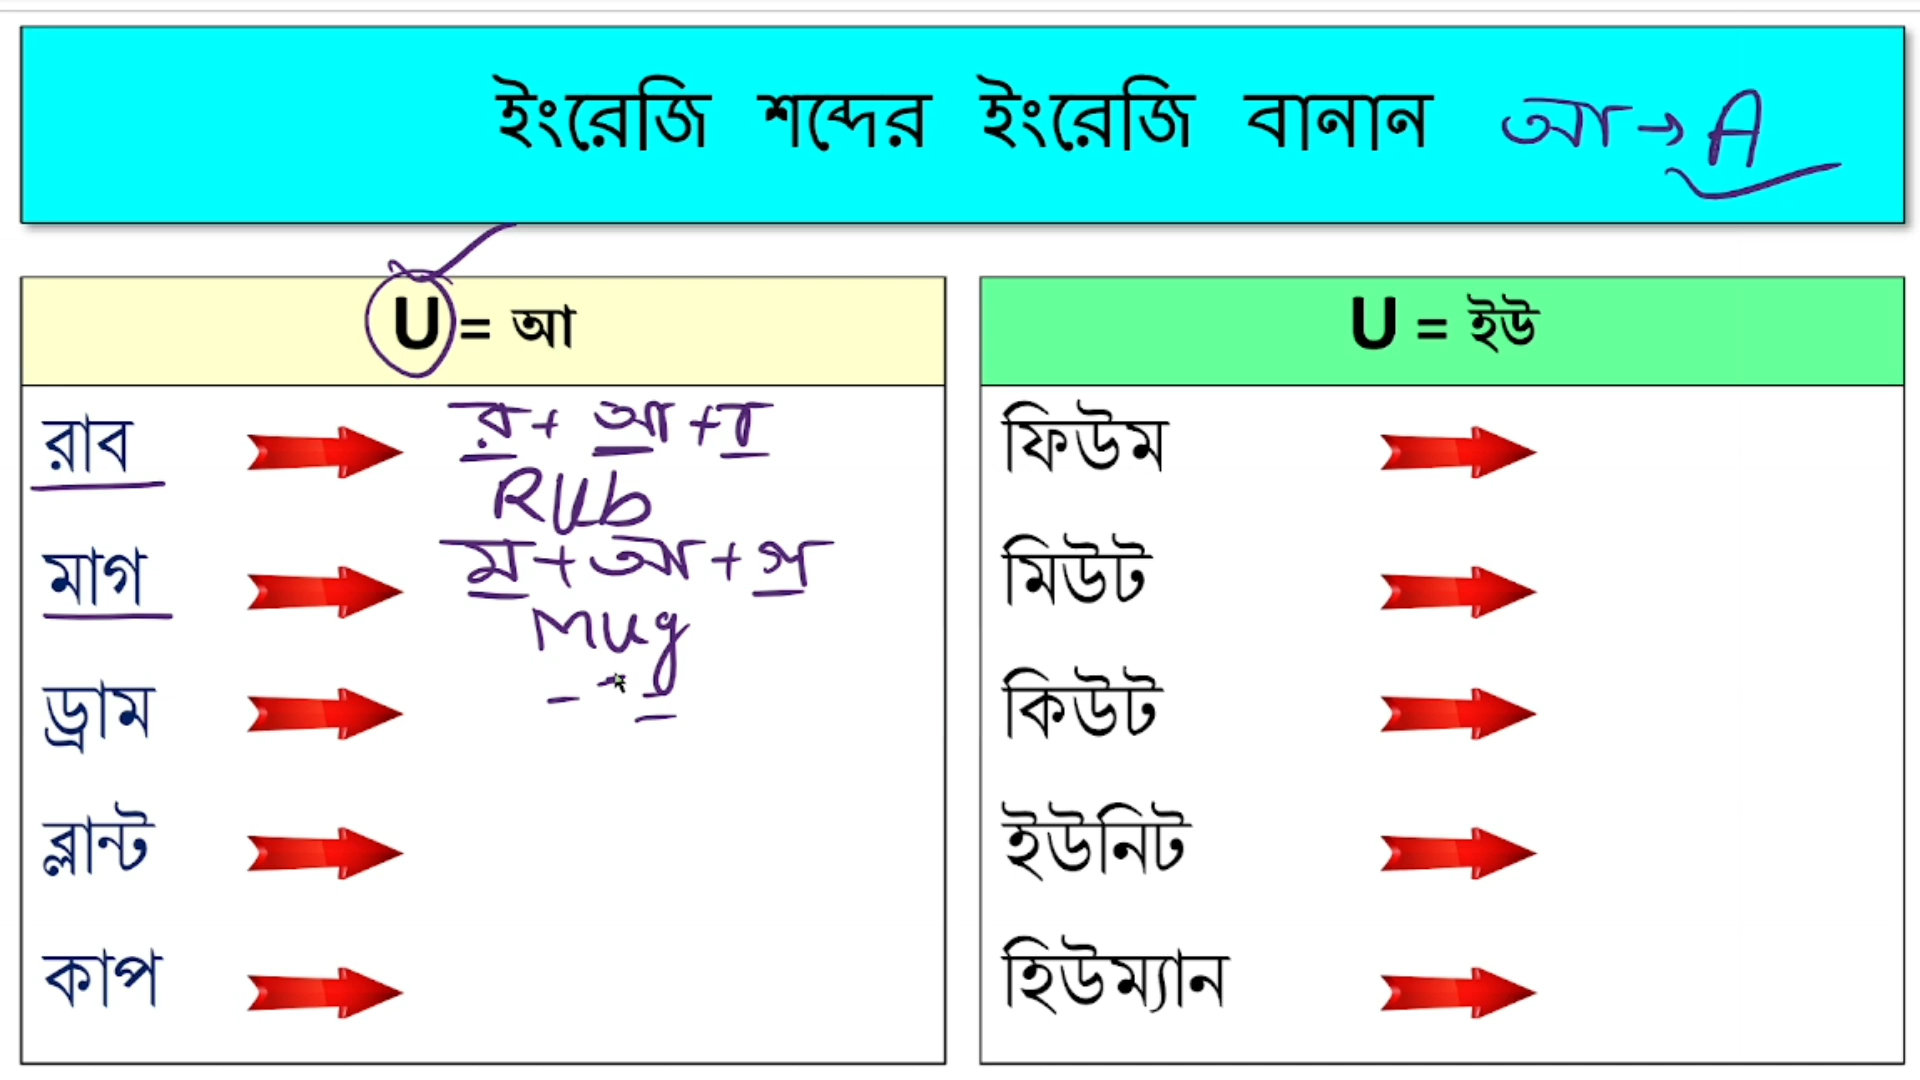 ইংরেজি শব্দের ইংরেজি বানান আ→A
U = আ
রাব র + আ + ব
Rub
মাগ ম + আ + গ
Mug
ড্রাম
ব্লান্ট
কাপ
U = ইউ
ফিউম
মিউট
কিউট
ইউনিট
হিউম্যান